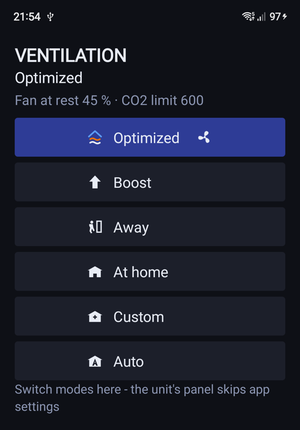 21:54
97
VENTILATION
Optimized
Fan at rest 45 % · CO2 limit 600
Optimized
Boost
Away
At home
Custom
A Auto
Switch modes here - the unit's panel skips app
settings